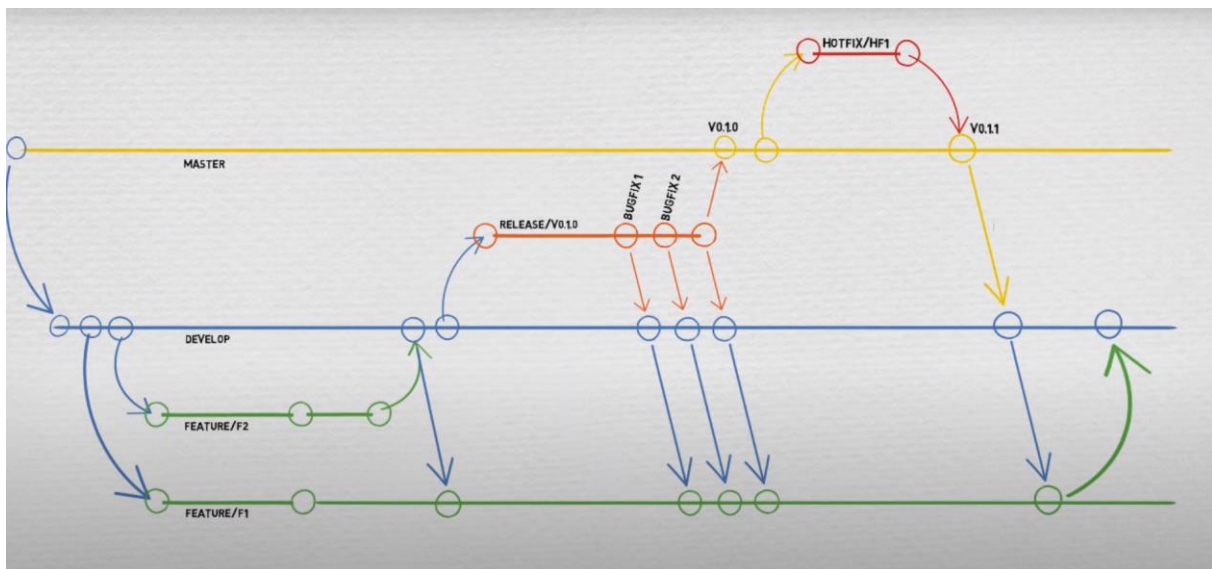 HOTFIX/HF1
V0.1.0
V0.1.1
MASTER
BUGFIX 1
BUGFIX 2
RELEASE/V0.1.0
DEVELOP
FEATURE/F2
FEATURE/F1